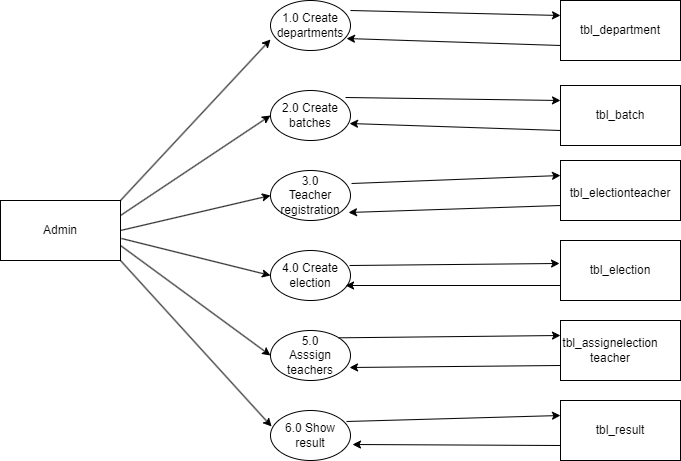 1.0 Create
departments
tbl_department
2.0 Create
batches
tbl_batch
3.0
Teacher
registration
tbl_electionteacher
Admin
4.0 Create
election
tbl_election
5.0
Asssign
teachers
tbl_assignelection
teacher
6.0 Show
result
tbl_result